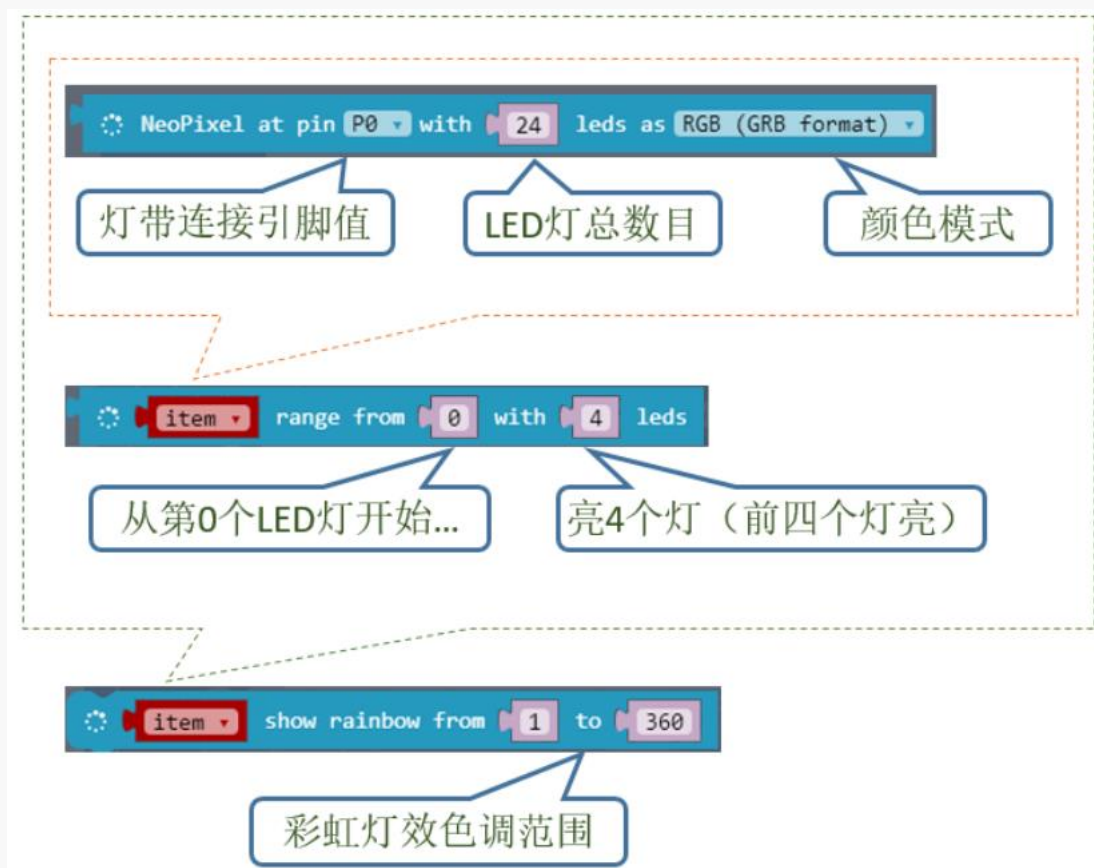 NeoPixel at pin P0 with 24 leds as RGB (GRB format)
灯带连接引脚值 LED灯总数目 颜色模式
item range from 0 with 4 leds
从第0个LED灯开始... 亮4个灯（前四个灯亮）
item show rainbow from 1 to 360
彩虹灯效色调范围